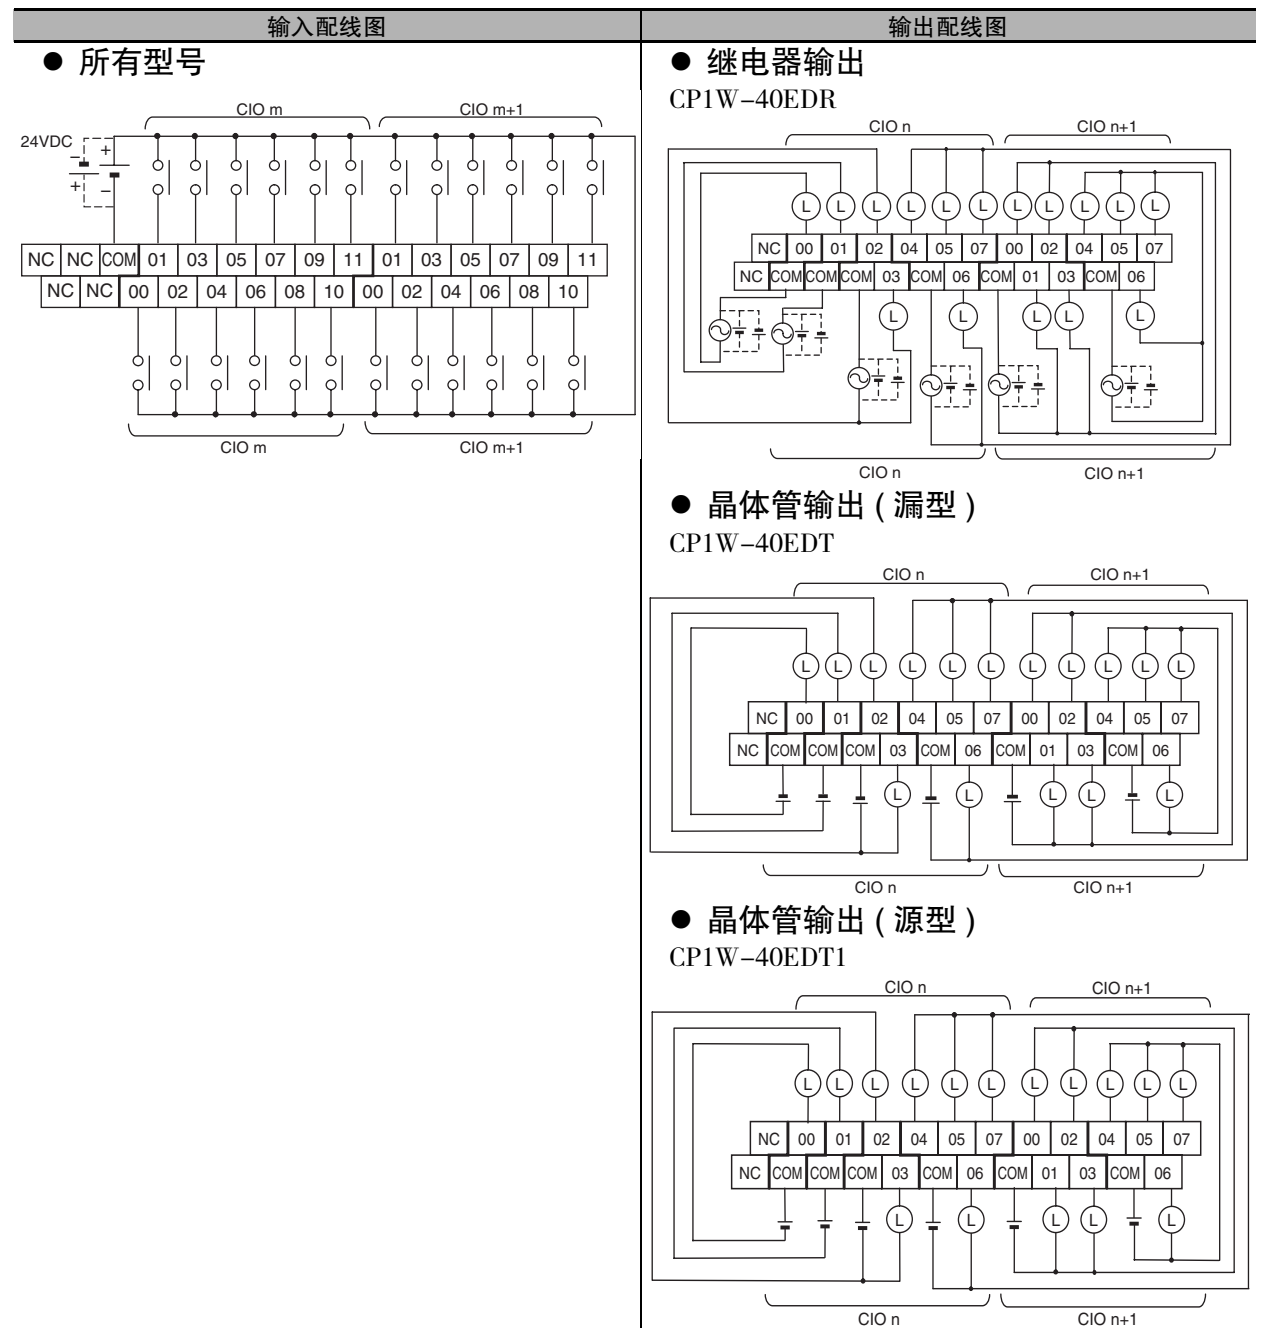 输入配线图
● 所有型号
CIO m CIO m+1
24VDC
− +
+ −
NC NC COM 01 03 05 07 09 11 01 03 05 07 09 11
NC NC 00 02 04 06 08 10 00 02 04 06 08 10
CIO m CIO m+1
输出配线图
● 继电器输出
CP1W-40EDR
CIO n CIO n+1
L L L L L L L L L L L
NC 00 01 02 04 05 07 00 02 04 05 07
NC COM COM COM 03 COM 06 COM 01 03 COM 06
L L L L L
CIO n CIO n+1
● 晶体管输出 ( 漏型 )
CP1W-40EDT
CIO n CIO n+1
L L L L L L L L L L L
NC 00 01 02 04 05 07 00 02 04 05 07
NC COM COM COM 03 COM 06 COM 01 03 COM 06
L L L L L
CIO n CIO n+1
● 晶体管输出 ( 源型 )
CP1W-40EDT1
CIO n CIO n+1
L L L L L L L L L L L
NC 00 01 02 04 05 07 00 02 04 05 07
NC COM COM COM 03 COM 06 COM 01 03 COM 06
L L L L L
CIO n CIO n+1